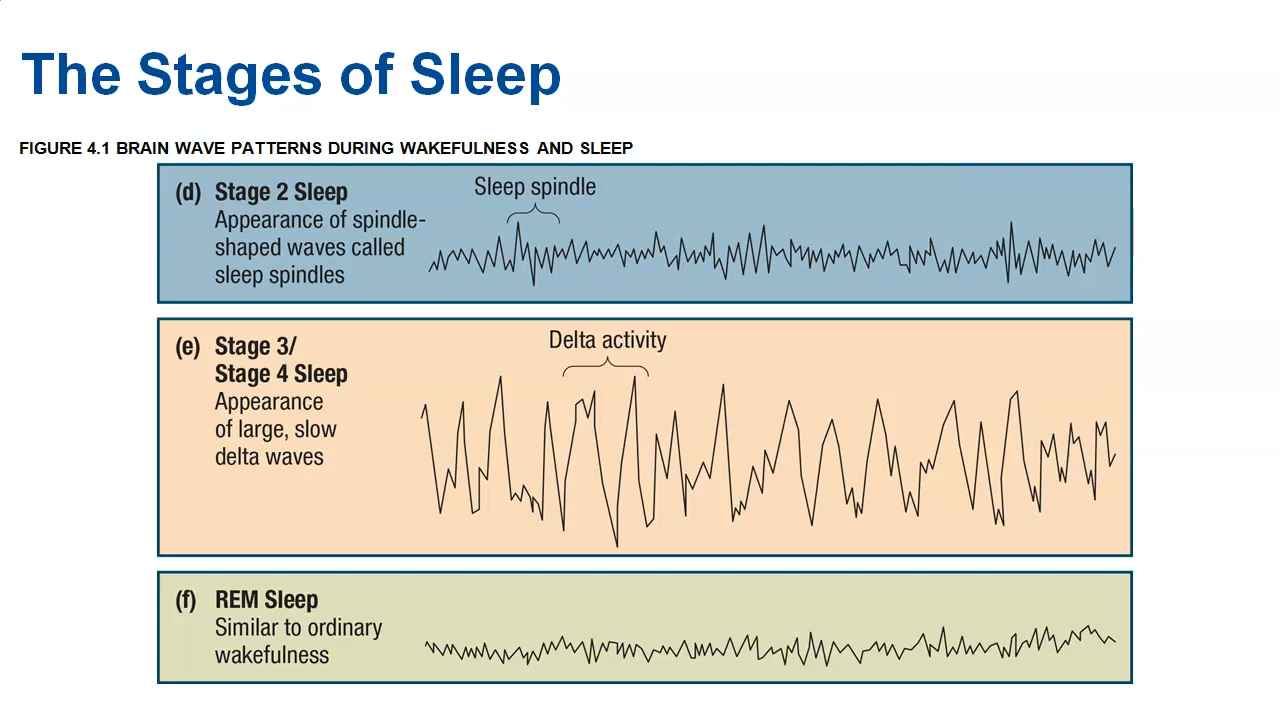 The Stages of Sleep
FIGURE 4.1 BRAIN WAVE PATTERNS DURING WAKEFULNESS AND SLEEP
(d) Stage 2 Sleep
Appearance of spindle-
shaped waves called
sleep spindles
Sleep spindle
(e) Stage 3/
Stage 4 Sleep
Appearance
of large, slow
delta waves
Delta activity
(f) REM Sleep
Similar to ordinary
wakefulness